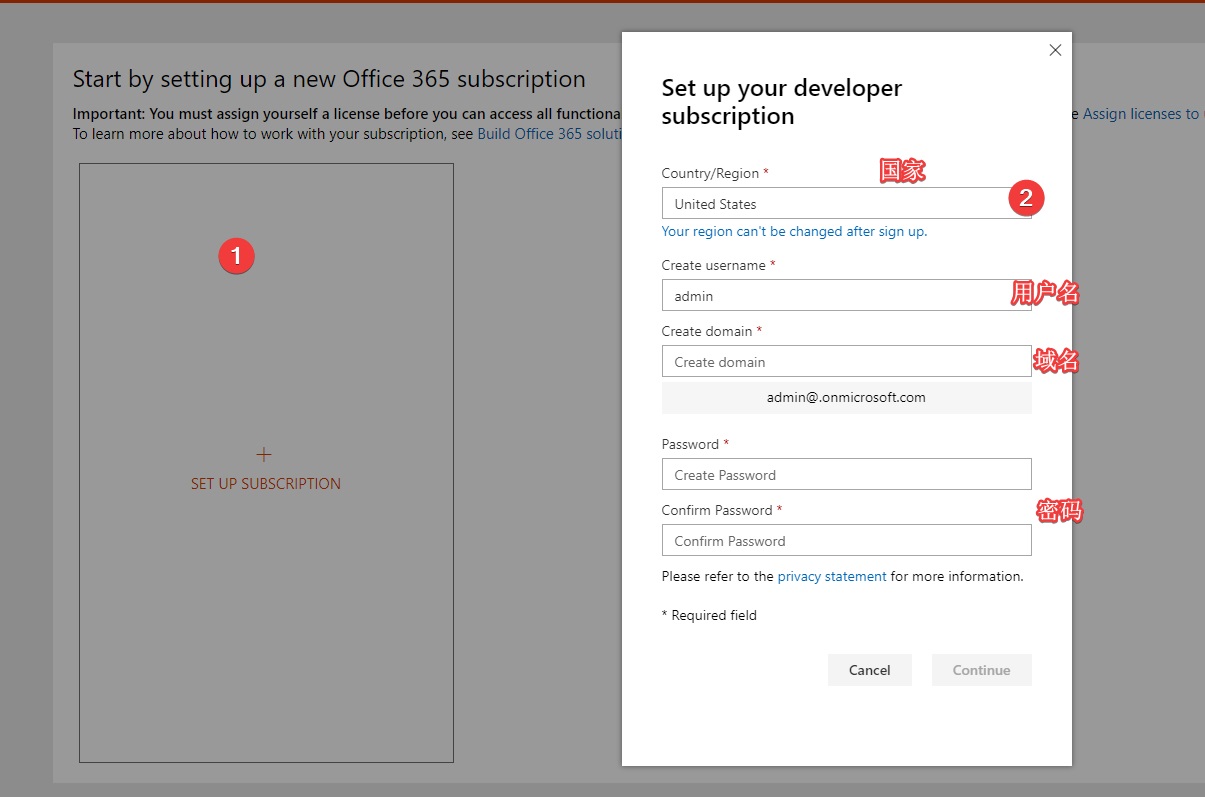 Start by setting up a new Office 365 subscription
Important: You must assign yourself a license before you can access all functiona
e Assign licenses to
To learn more about how to work with your subscription, see Build Office 365 soluti
1
SET UP SUBSCRIPTION
Set up your developer
subscription
Country/Region *
国家
United States
2
Your region can't be changed after sign up.
Create username *
admin
用户名
Create domain *
Create domain
域名
admin@.onmicrosoft.com
Password *
Create Password
Confirm Password *
密码
Confirm Password
Please refer to the privacy statement for more information.
* Required field
Cancel
Continue